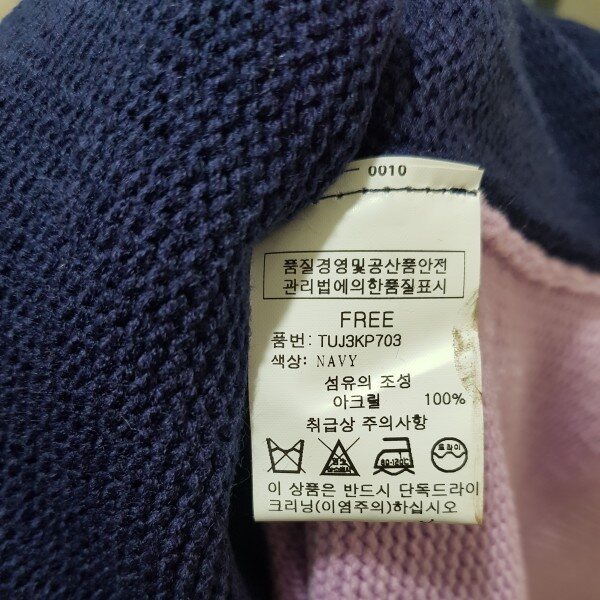 0010
품질경영및공산품안전
관리법에의한품질표시
FREE
품번: TUJ3KP703
색상: NAVY
섬유의 조성
아크릴 100%
취급상 주의사항
드라이
이 상품은 반드시 단독드라이
크리닝(이염주의)하십시오